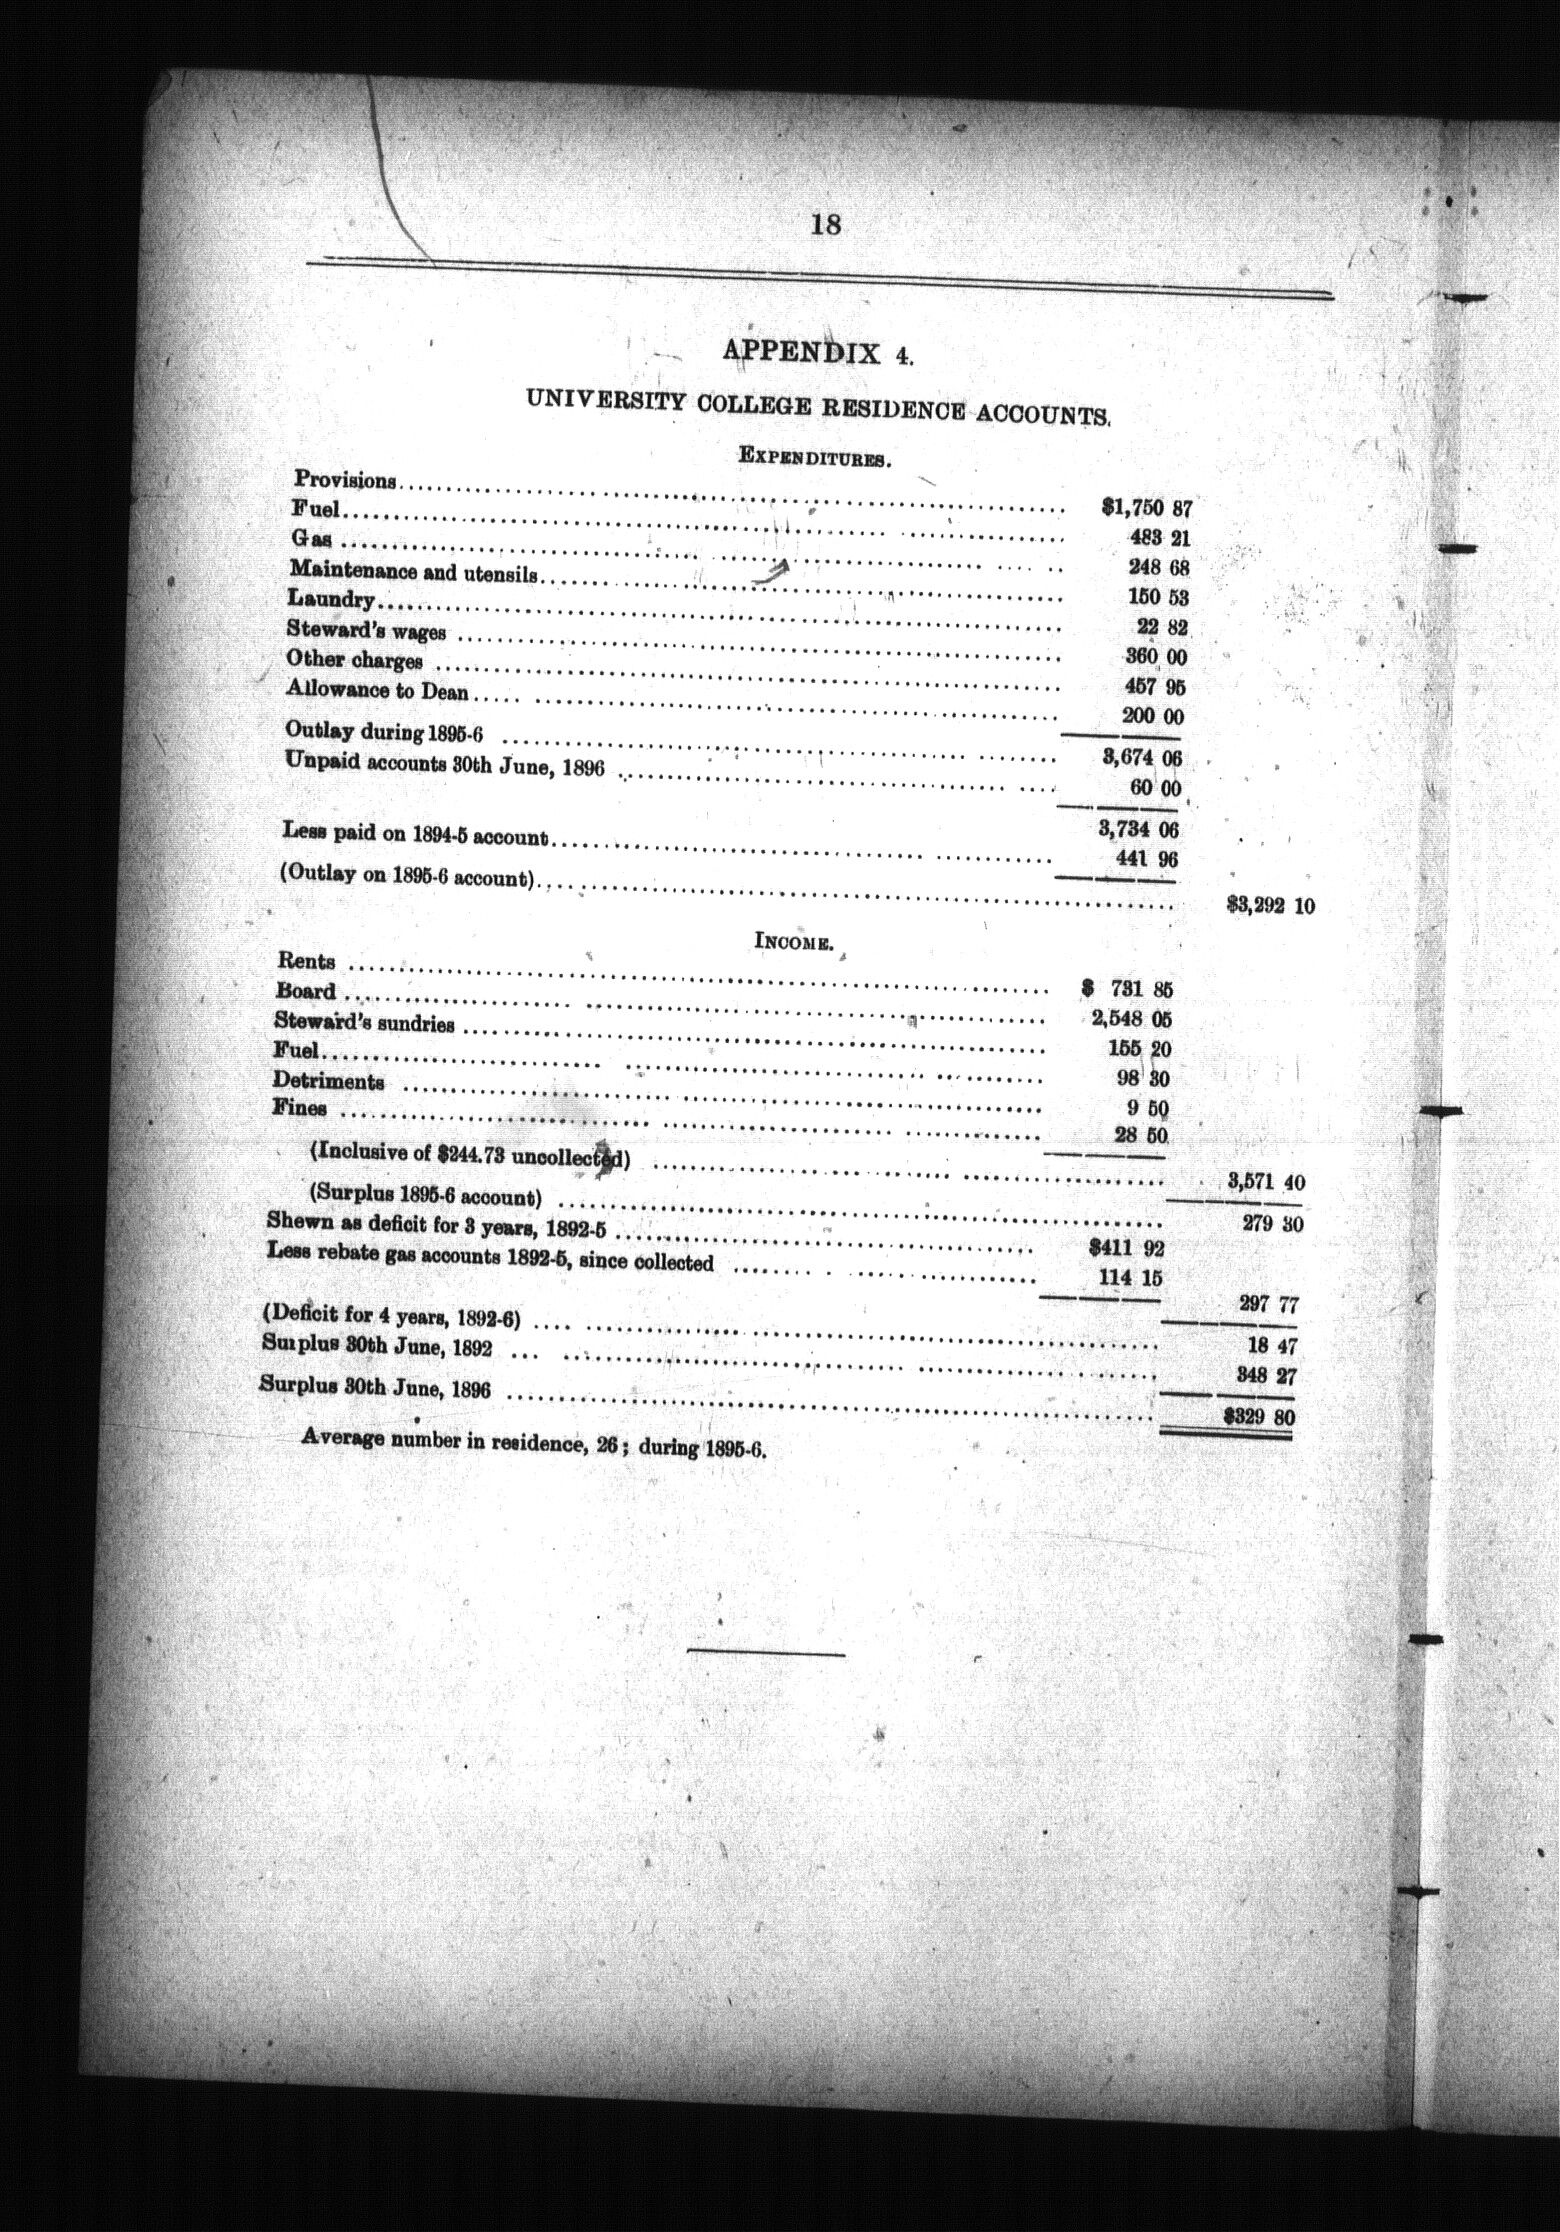 18
APPENDIX 4.
UNIVERSITY COLLEGE RESIDENCE ACCOUNTS.
EXPENDITURES.
Provisions $1,750 87
Fuel 483 21
Gas 248 68
Maintenance and utensils 150 53
Laundry 22 82
Steward's wages 360 00
Other charges 457 95
Allowance to Dean 200 00
Outlay during 1895-6 3,674 06
Unpaid accounts 30th June, 1896 60 00
3,734 06
Less paid on 1894-5 account 441 96
(Outlay on 1895-6 account) $3,292 10
INCOME.
Rents $ 731 85
Board 2,548 05
Steward's sundries 155 20
Fuel 98 30
Detriments 9 50
Fines 28 50
(Inclusive of $244.73 uncollected) 3,571 40
(Surplus 1895-6 account) 279 30
Shewn as deficit for 3 years, 1892-5 $411 92
Less rebate gas accounts 1892-5, since collected 114 15
297 77
(Deficit for 4 years, 1892-6) 18 47
Surplus 30th June, 1892 348 27
Surplus 30th June, 1896 $329 80
Average number in residence, 26; during 1895-6.